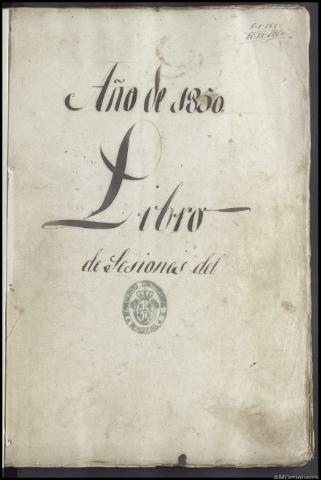 Año de 1850
Libro
de Sesiones del